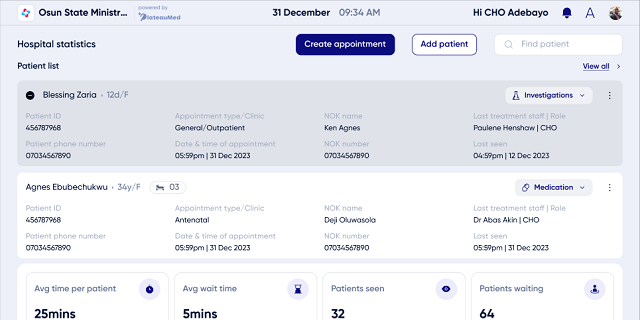 Osun State Ministr...
powered by
PlateauMed
31 December 09:34 AM
Hi CHO Adebayo
Hospital statistics
Create appointment
Add patient
Find patient
Patient list
View all
Blessing Zaria • 12d/F
Investigations
Patient ID
Appointment type/Clinic
NOK name
Last treatment staff | Role
456787968
General/Outpatient
Ken Agnes
Paulene Henshaw | CHO
Patient phone number
Date & time of appointment
NOK number
Last seen
07034567890
05:59pm | 31 Dec 2023
07034567890
04:59pm | 12 Dec 2023
Agnes Ebubechukwu • 34y/F
03
Medication
Patient ID
Appointment type/Clinic
NOK name
Last treatment staff | Role
456787968
Antenatal
Deji Oluwasola
Dr Abas Akin | CHO
Patient phone number
Date & time of appointment
NOK number
Last seen
07034567890
05:59pm | 31 Dec 2023
07034567890
05:59pm | 31 Dec 2023
Avg time per patient
Avg wait time
Patients seen
Patients waiting
25mins
5mins
32
64